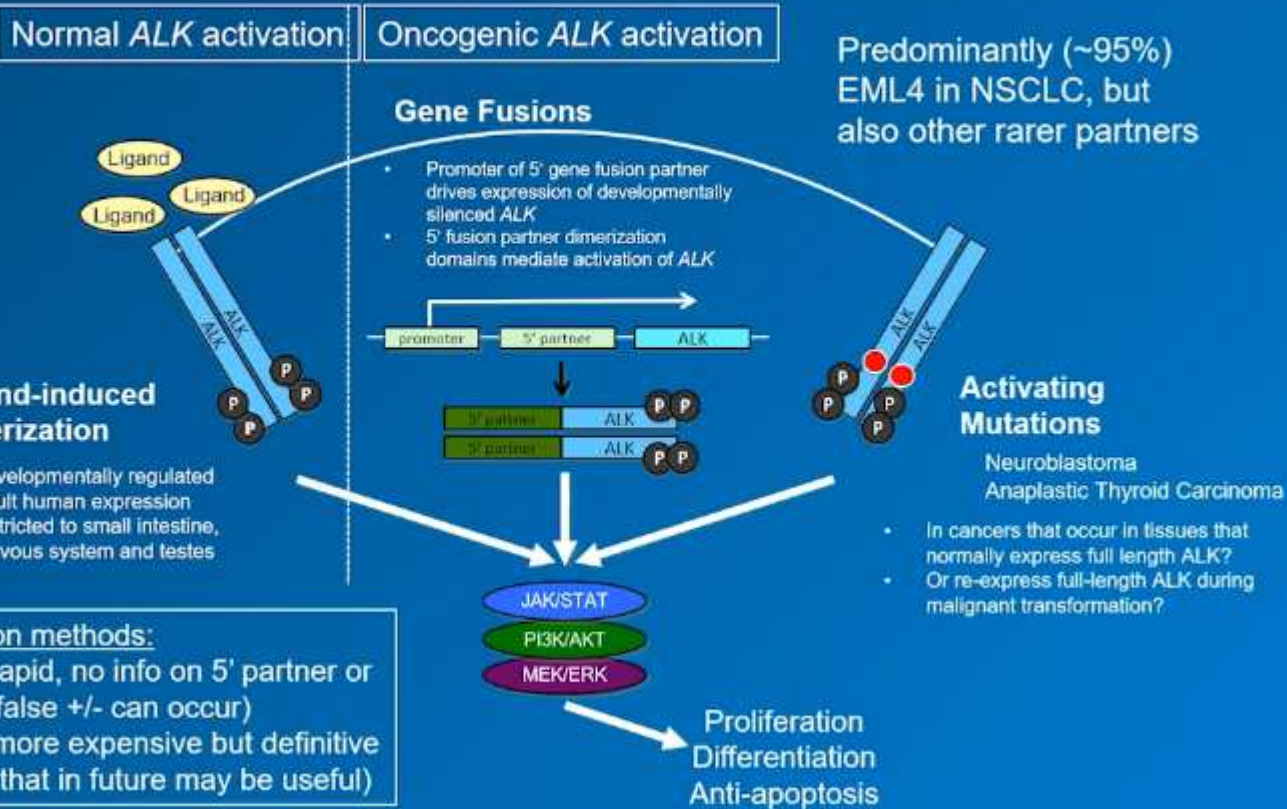 Normal ALK activation
Oncogenic ALK activation
Predominantly (~95%)
EML4 in NSCLC, but
also other rarer partners
Gene Fusions
• Promoter of 5' gene fusion partner
drives expression of developmentally
silenced ALK
• 5' fusion partner dimerization
domains mediate activation of ALK
Ligand
Ligand
Ligand
ALK
ALK
P
P
P
P
promoter
5' partner
ALK
5' partner
ALK
P
P
5' partner
ALK
P
P
ALK
ALK
P
P
P
P
nd-induced
erization
velopmentally regulated
ult human expression
tricted to small intestine,
rvous system and testes
Activating
Mutations
Neuroblastoma
Anaplastic Thyroid Carcinoma
• In cancers that occur in tissues that
normally express full length ALK?
• Or re-express full-length ALK during
malignant transformation?
JAK/STAT
PI3K/AKT
MEK/ERK
Proliferation
Differentiation
Anti-apoptosis
on methods:
apid, no info on 5' partner or
false +/- can occur)
more expensive but definitive
that in future may be useful)